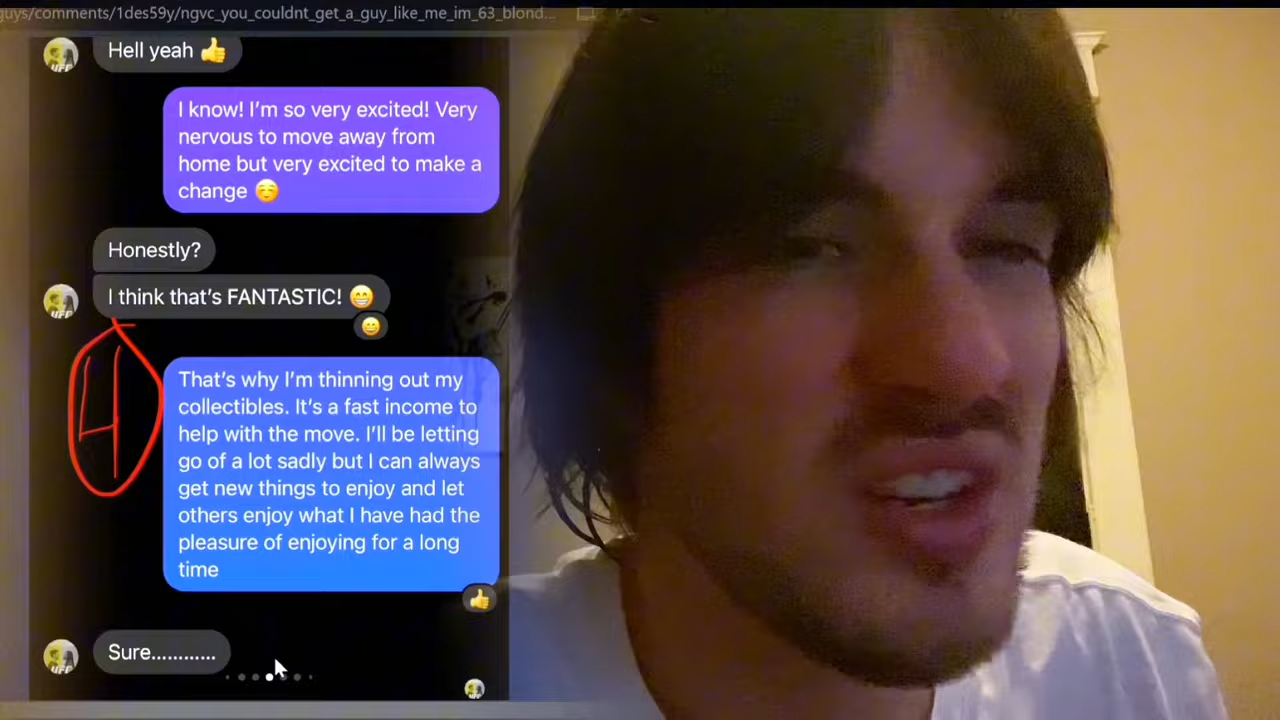 guys/comments/1des59y/ngvc_you_couldnt_get_a_guy_like_me_im_63_blond...
Hell yeah 👍
I know! I'm so very excited! Very
nervous to move away from
home but very excited to make a
change ☺️
Honestly?
I think that's FANTASTIC! 😁
4
That's why I'm thinning out my
collectibles. It's a fast income to
help with the move. I'll be letting
go of a lot sadly but I can always
get new things to enjoy and let
others enjoy what I have had the
pleasure of enjoying for a long
time
Sure............